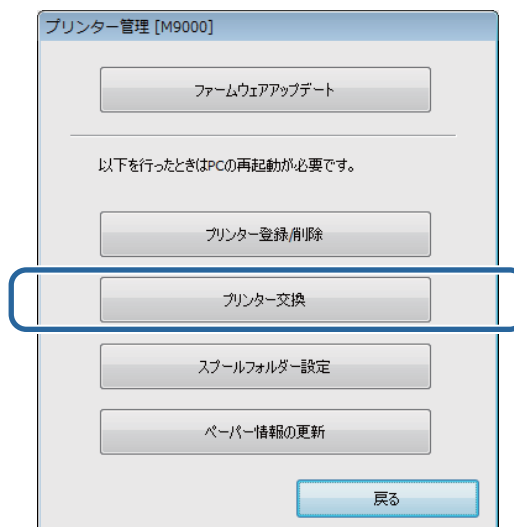 プリンター管理 [M9000]
ファームウェアアップデート
以下を行ったときはPCの再起動が必要です。
プリンター登録/削除
プリンター交換
スプールフォルダー設定
ペーパー情報の更新
戻る